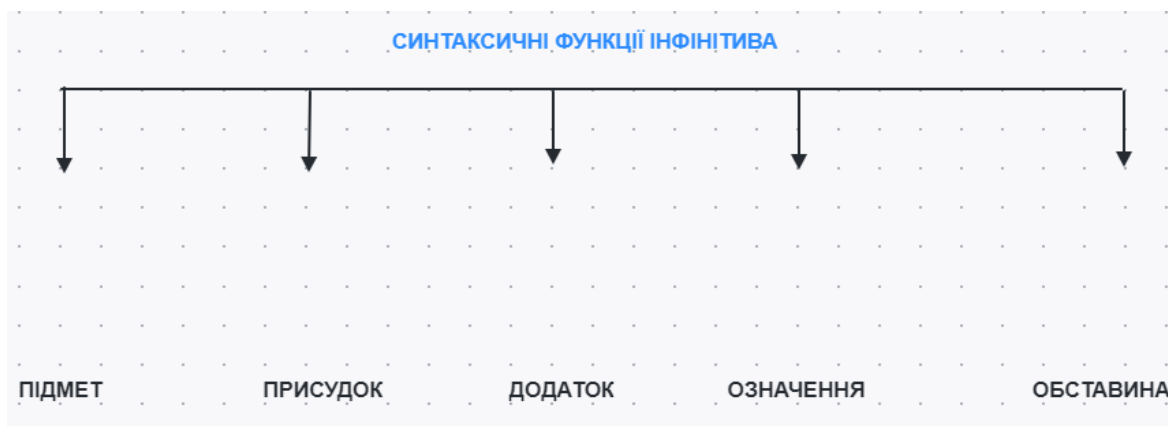 СИНТАКСИЧНІ ФУНКЦІЇ ІНФІНІТИВА
ПІДМЕТ ПРИСУДОК ДОДАТОК ОЗНАЧЕННЯ ОБСТАВИНА